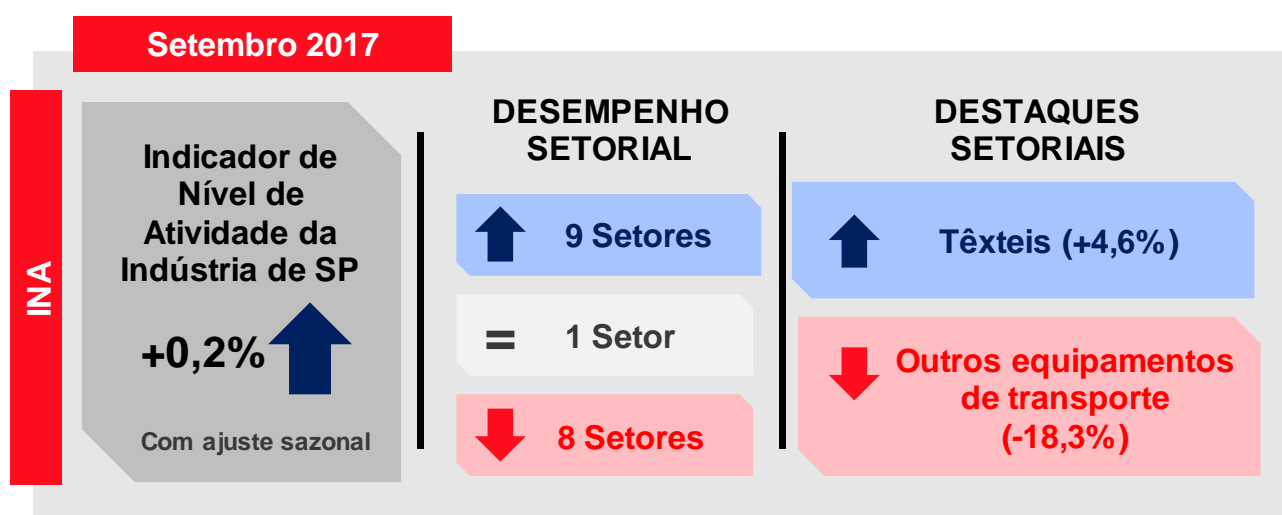 Setembro 2017
INA
Indicador de
Nível de
Atividade da
Indústria de SP
+0,2%
Com ajuste sazonal
DESEMPENHO
SETORIAL
9 Setores
= 1 Setor
8 Setores
DESTAQUES
SETORIAIS
Têxteis (+4,6%)
Outros equipamentos
de transporte
(-18,3%)